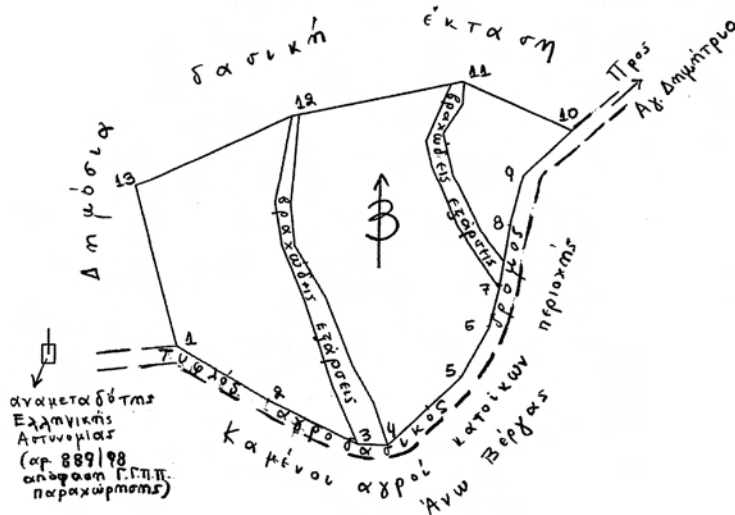 Δημόσια δασική έκταση
Προς
Αγ. Δημήτριο
13
12
11
10
9
8
7
6
5
4
3
2
1
βραχώδεις εξάρσεις
βραχώδεις εξάρσεις
Β
Τυφλός αγροδασικός δρόμος
Καμένοι αγροί κατοίκων περιοχής
Άνω Βέργας
αναμεταδότης
Ελληνικής
Αστυνομίας
(αρ. 889/98
απόφαση Γ.Γ.Π.Π.
παραχώρησης)